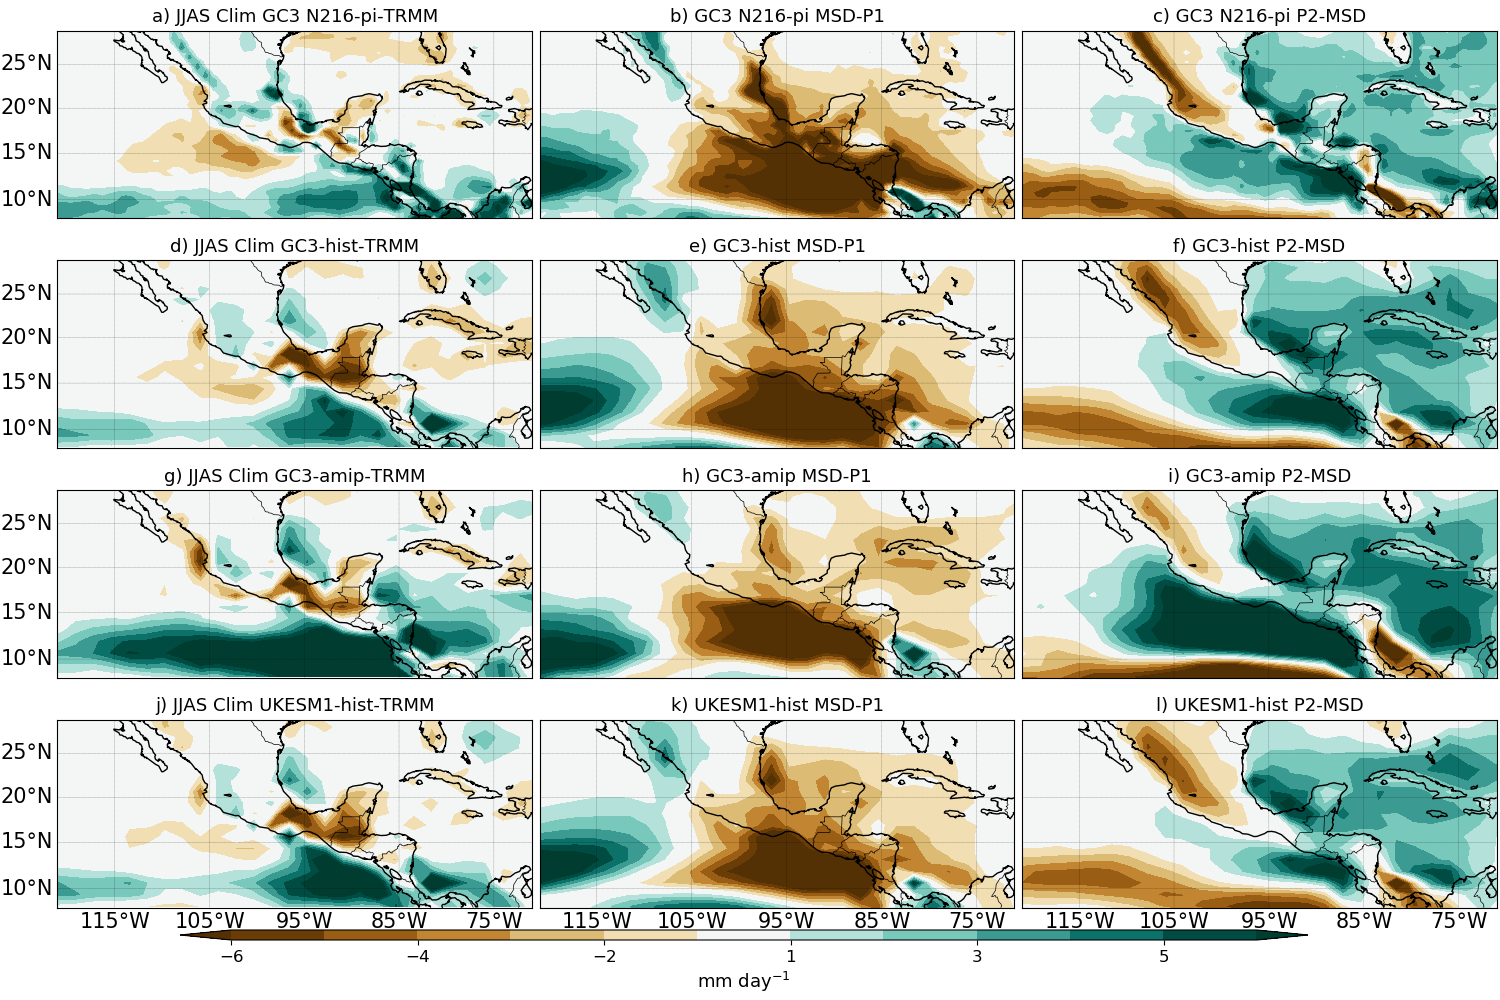 a) JJAS Clim GC3 N216-pi-TRMM
b) GC3 N216-pi MSD-P1
c) GC3 N216-pi P2-MSD
25°N
20°N
15°N
10°N
d) JJAS Clim GC3-hist-TRMM
e) GC3-hist MSD-P1
f) GC3-hist P2-MSD
25°N
20°N
15°N
10°N
g) JJAS Clim GC3-amip-TRMM
h) GC3-amip MSD-P1
i) GC3-amip P2-MSD
25°N
20°N
15°N
10°N
j) JJAS Clim UKESM1-hist-TRMM
k) UKESM1-hist MSD-P1
l) UKESM1-hist P2-MSD
25°N
20°N
15°N
10°N
115°W 105°W 95°W 85°W 75°W 115°W 105°W 95°W 85°W 75°W 115°W 105°W 95°W 85°W 75°W
−6 −4 −2 1 3 5
mm day⁻¹